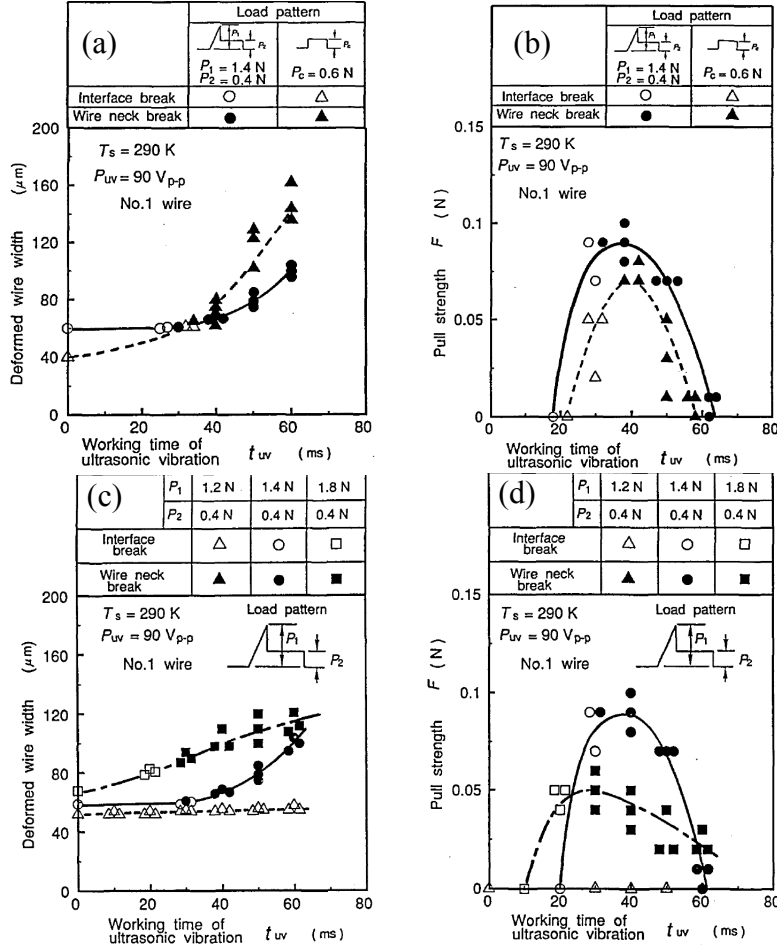 (a)
Load pattern
P1 P2
Pc
P1 = 1.4 N
P2 = 0.4 N
Pc = 0.6 N
Interface break
Wire neck break
200
160
120
80
40
0
Deformed wire width (μm)
Ts = 290 K
PUV = 90 Vp-p
No.1 wire
0 20 40 60 80
Working time of
ultrasonic vibration tuv (ms)
(b)
Load pattern
P1 P2
Pc
P1 = 1.4 N
P2 = 0.4 N
Pc = 0.6 N
Interface break
Wire neck break
0.15
0.1
0.05
0
Pull strength F (N)
Ts = 290 K
PUV = 90 Vp-p
No.1 wire
0 20 40 60 80
Working time of
ultrasonic vibration tuv (ms)
(c)
P1 1.2 N 1.4 N 1.8 N
P2 0.4 N 0.4 N 0.4 N
Interface
break
Wire neck
break
200
160
120
80
40
0
Deformed wire width (μm)
Ts = 290 K
PUV = 90 Vp-p
No.1 wire
Load pattern
P1
P2
0 20 40 60 80
Working time of
ultrasonic vibration tuv (ms)
(d)
P1 1.2 N 1.4 N 1.8 N
P2 0.4 N 0.4 N 0.4 N
Interface
break
Wire neck
break
0.15
0.1
0.05
0
Pull strength F (N)
Ts = 290 K
PUV = 90 Vp-p
No.1 wire
Load pattern
P1
P2
0 20 40 60 80
Working time of
ultrasonic vibration tuv (ms)